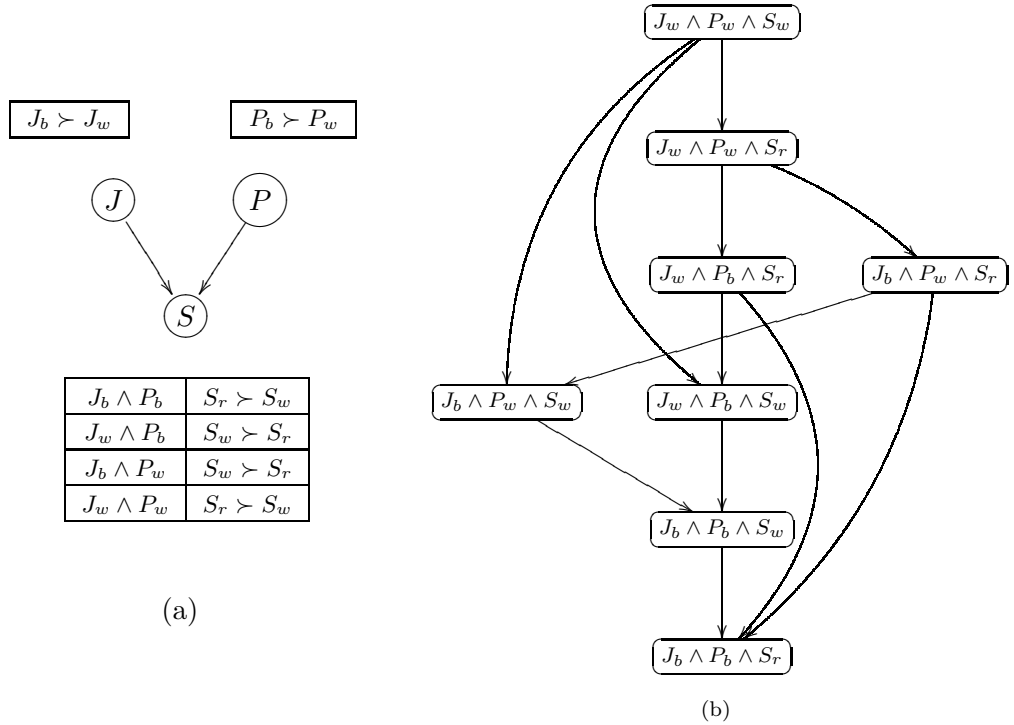 J_b ≻ J_w
P_b ≻ P_w
J
P
S
J_b ∧ P_b S_r ≻ S_w
J_w ∧ P_b S_w ≻ S_r
J_b ∧ P_w S_w ≻ S_r
J_w ∧ P_w S_r ≻ S_w
(a)
J_w ∧ P_w ∧ S_w
J_w ∧ P_w ∧ S_r
J_w ∧ P_b ∧ S_r
J_b ∧ P_w ∧ S_r
J_b ∧ P_w ∧ S_w
J_w ∧ P_b ∧ S_w
J_b ∧ P_b ∧ S_w
J_b ∧ P_b ∧ S_r
(b)